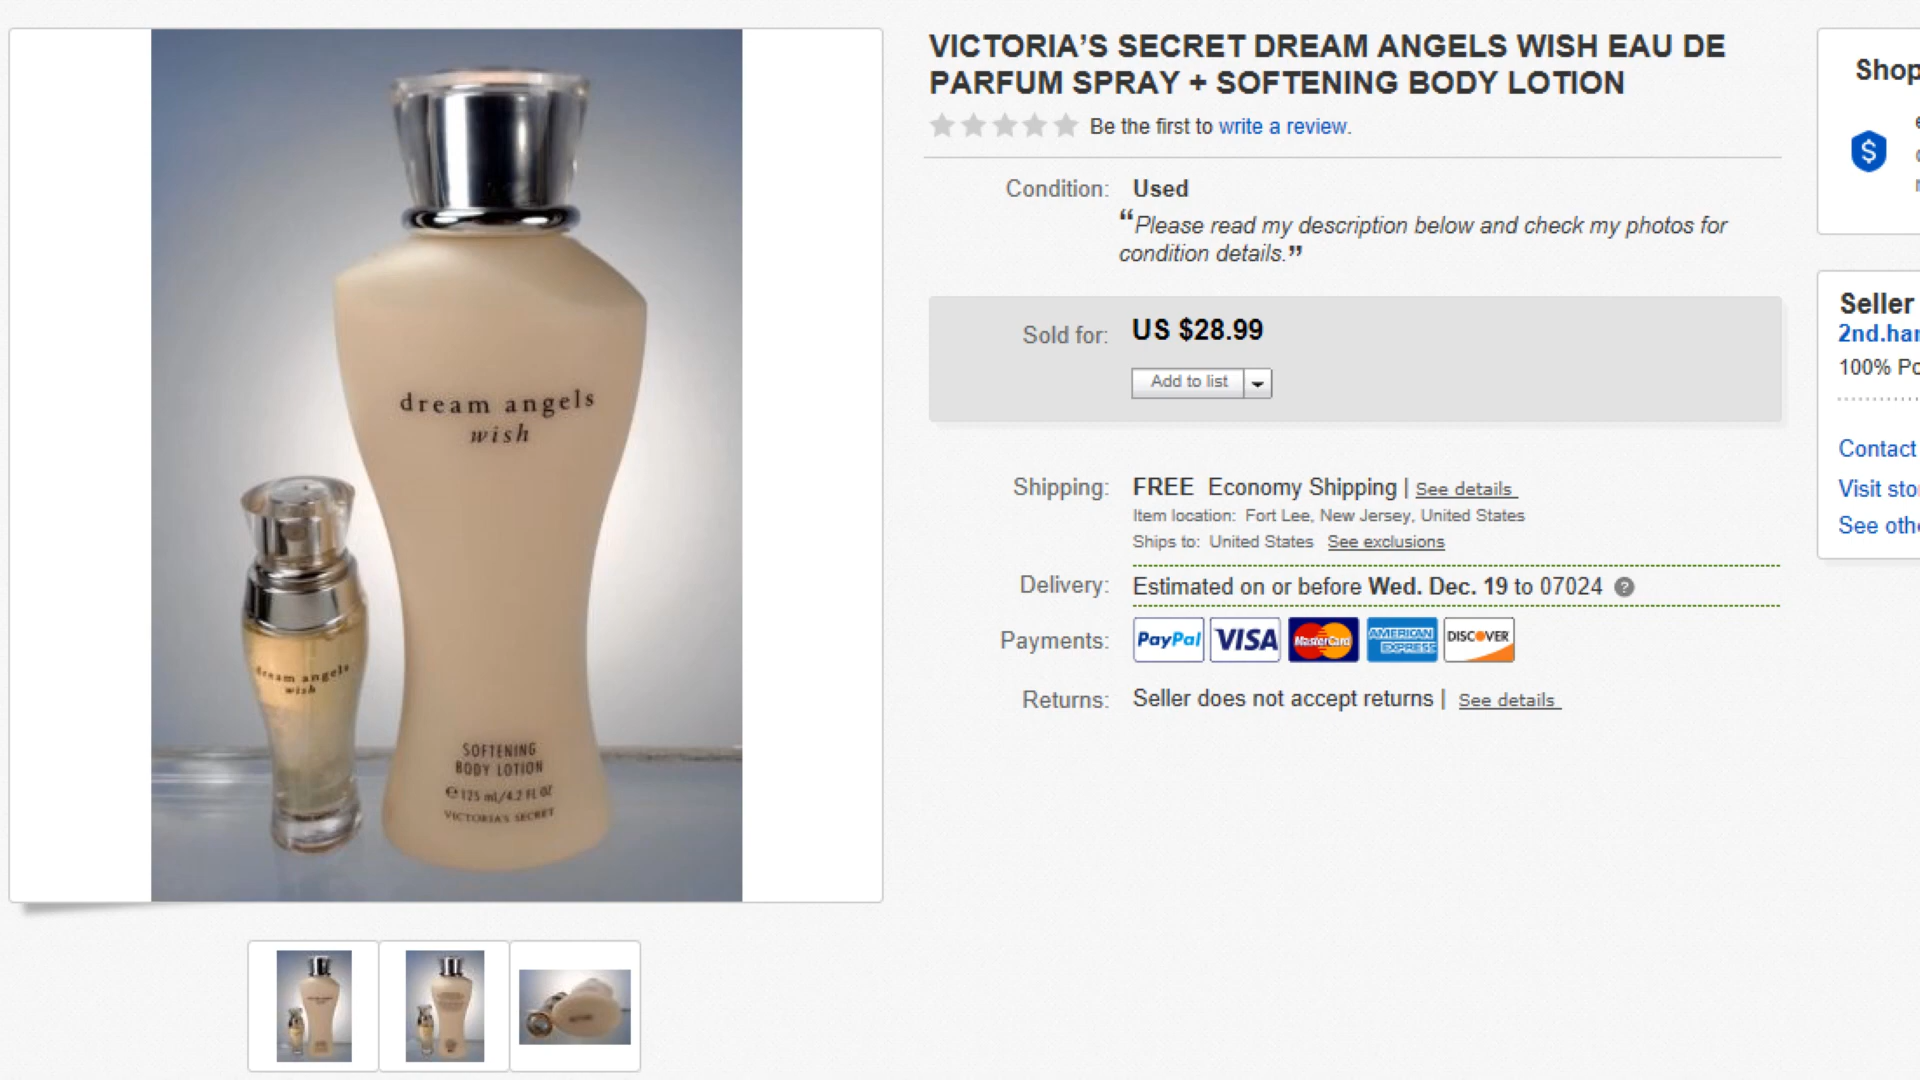 dream angels
wish
dream angels
wish
SOFTENING
BODY LOTION
e 125 mL/4.2 FL OZ
VICTORIA'S SECRET
VICTORIA’S SECRET DREAM ANGELS WISH EAU DE
PARFUM SPRAY + SOFTENING BODY LOTION
Be the first to write a review.
Condition: Used
“Please read my description below and check my photos for
condition details.”
Sold for: US $28.99
Add to list
Shipping: FREE Economy Shipping | See details
Item location: Fort Lee, New Jersey, United States
Ships to: United States See exclusions
Delivery: Estimated on or before Wed. Dec. 19 to 07024 ?
Payments: PayPal VISA MasterCard AMERICAN EXPRESS DISCOVER
Returns: Seller does not accept returns | See details
Shop
$
Seller
2nd.har
100% Po
Contact
Visit sto
See oth